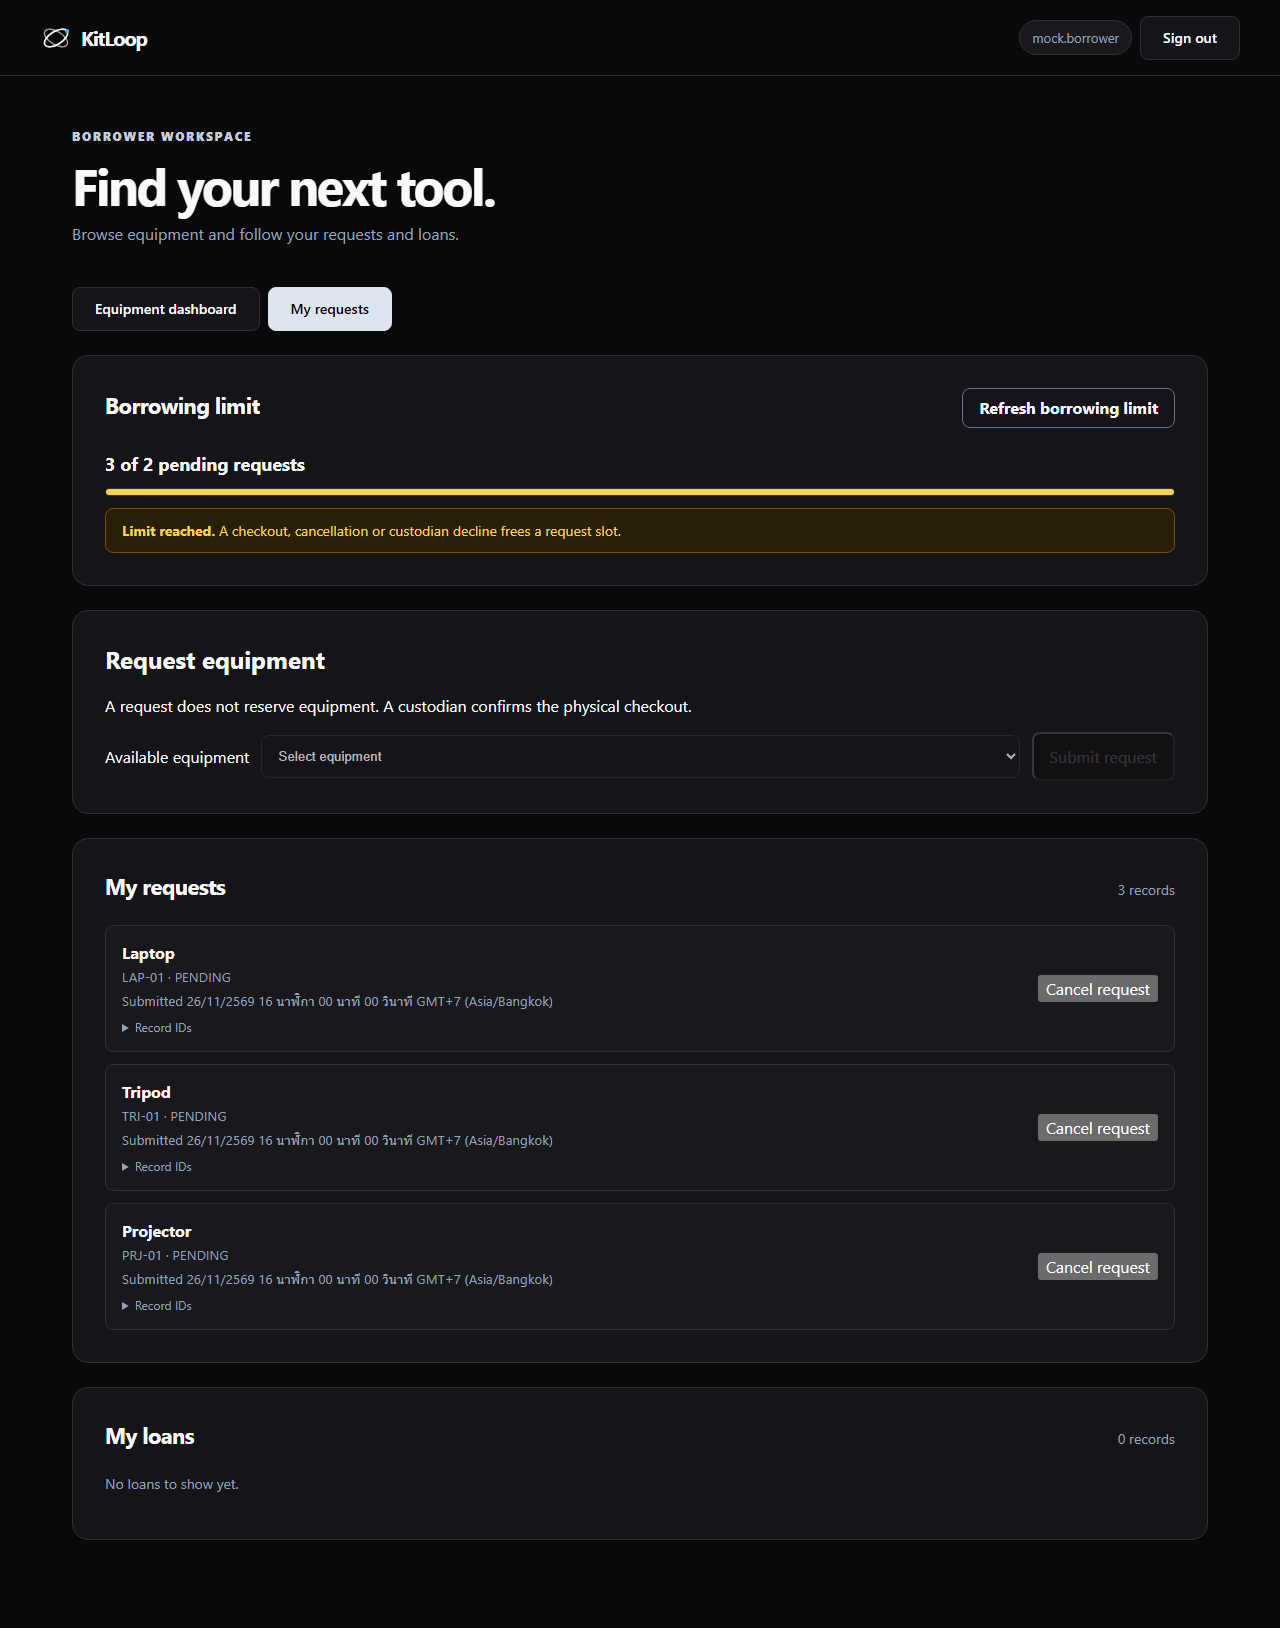 KitLoop
mock.borrower
Sign out
BORROWER WORKSPACE
Find your next tool.
Browse equipment and follow your requests and loans.
Equipment dashboard
My requests
Borrowing limit
Refresh borrowing limit
3 of 2 pending requests
Limit reached. A checkout, cancellation or custodian decline frees a request slot.
Request equipment
A request does not reserve equipment. A custodian confirms the physical checkout.
Available equipment
Select equipment
Submit request
My requests
3 records
Laptop
LAP-01 · PENDING
Submitted 26/11/2569 16 นาฬิกา 00 นาที 00 วินาที GMT+7 (Asia/Bangkok)
Record IDs
Cancel request
Tripod
TRI-01 · PENDING
Submitted 26/11/2569 16 นาฬิกา 00 นาที 00 วินาที GMT+7 (Asia/Bangkok)
Record IDs
Cancel request
Projector
PRJ-01 · PENDING
Submitted 26/11/2569 16 นาฬิกา 00 นาที 00 วินาที GMT+7 (Asia/Bangkok)
Record IDs
Cancel request
My loans
0 records
No loans to show yet.